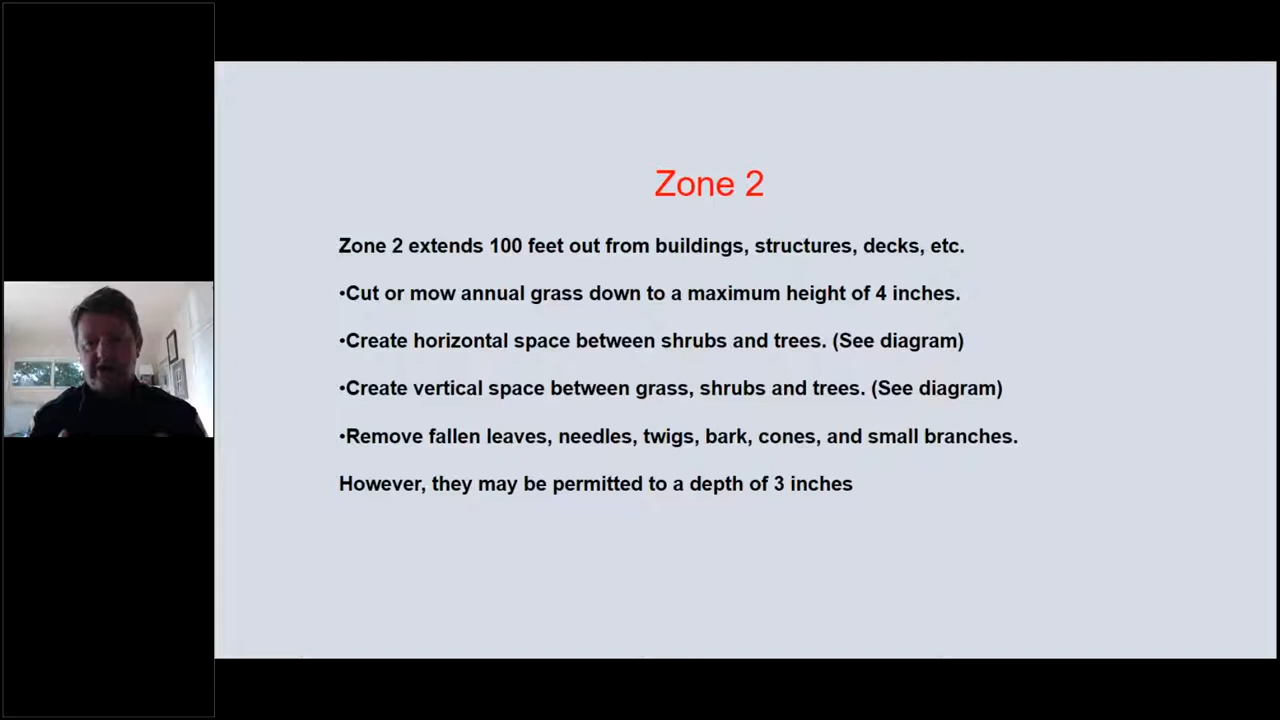 Zone 2
Zone 2 extends 100 feet out from buildings, structures, decks, etc.
•Cut or mow annual grass down to a maximum height of 4 inches.
•Create horizontal space between shrubs and trees. (See diagram)
•Create vertical space between grass, shrubs and trees. (See diagram)
•Remove fallen leaves, needles, twigs, bark, cones, and small branches.
However, they may be permitted to a depth of 3 inches